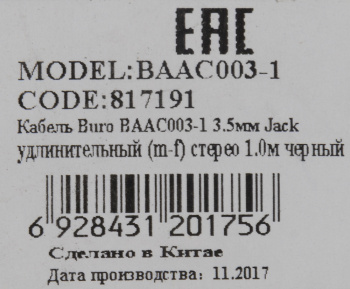 EAC
MODEL:BAAC003-1
CODE:817191
Кабель Buro BAAC003-1 3.5мм Jack
удлинительный (m-f) стерео 1.0м черный
6 928431 201756
Сделано в Китае
Дата производства: 11.2017